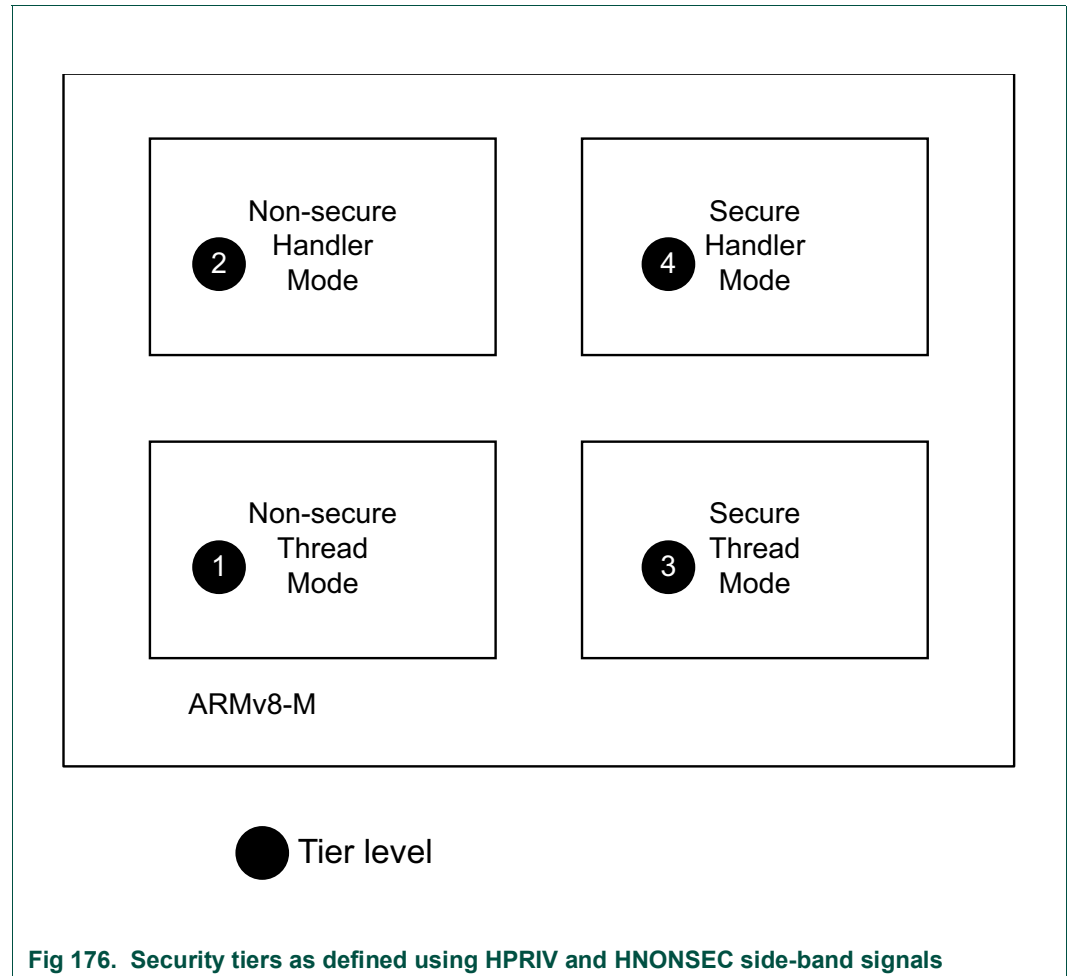 Non-secure
Handler
Mode
2
Secure
Handler
Mode
4
Non-secure
Thread
Mode
1
Secure
Thread
Mode
3
ARMv8-M
Tier level
Fig 176. Security tiers as defined using HPRIV and HNONSEC side-band signals